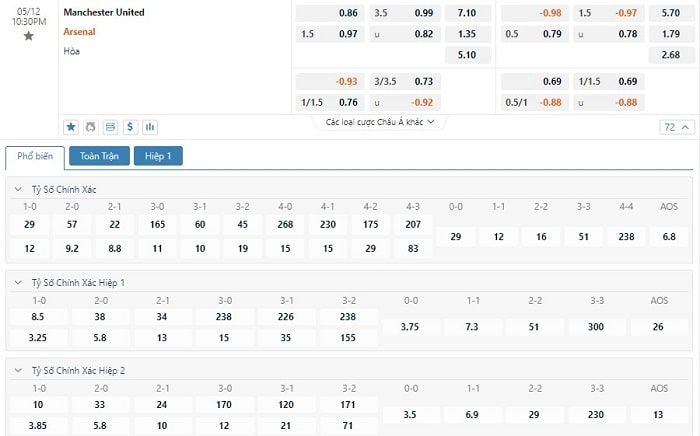 05/12
10:30PM
Manchester United 0.86 3.5 0.99 7.10 -0.98 1.5 -0.97 5.70
Arsenal 1.5 0.97 u 0.82 1.35 0.5 0.79 u 0.78 1.79
Hòa 5.10 2.68
-0.93 3/3.5 0.73 0.69 1/1.5 0.69
1/1.5 0.76 u -0.92 0.5/1 -0.88 u -0.88
Các loại cược Châu Á khác 72
Phổ biến Toàn Trận Hiệp 1
Tỷ Số Chính Xác
1-0 2-0 2-1 3-0 3-1 3-2 4-0 4-1 4-2 4-3 0-0 1-1 2-2 3-3 4-4 AOS
29 57 22 165 60 45 268 230 175 207
29 12 16 51 238 6.8
12 9.2 8.8 11 10 19 15 15 29 83
Tỷ Số Chính Xác Hiệp 1
1-0 2-0 2-1 3-0 3-1 3-2 0-0 1-1 2-2 3-3 AOS
8.5 38 34 238 226 238
3.75 7.3 51 300 26
3.25 5.8 13 15 35 155
Tỷ Số Chính Xác Hiệp 2
1-0 2-0 2-1 3-0 3-1 3-2 0-0 1-1 2-2 3-3 AOS
10 33 24 170 120 171
3.5 6.9 29 230 13
3.85 5.8 10 12 21 71